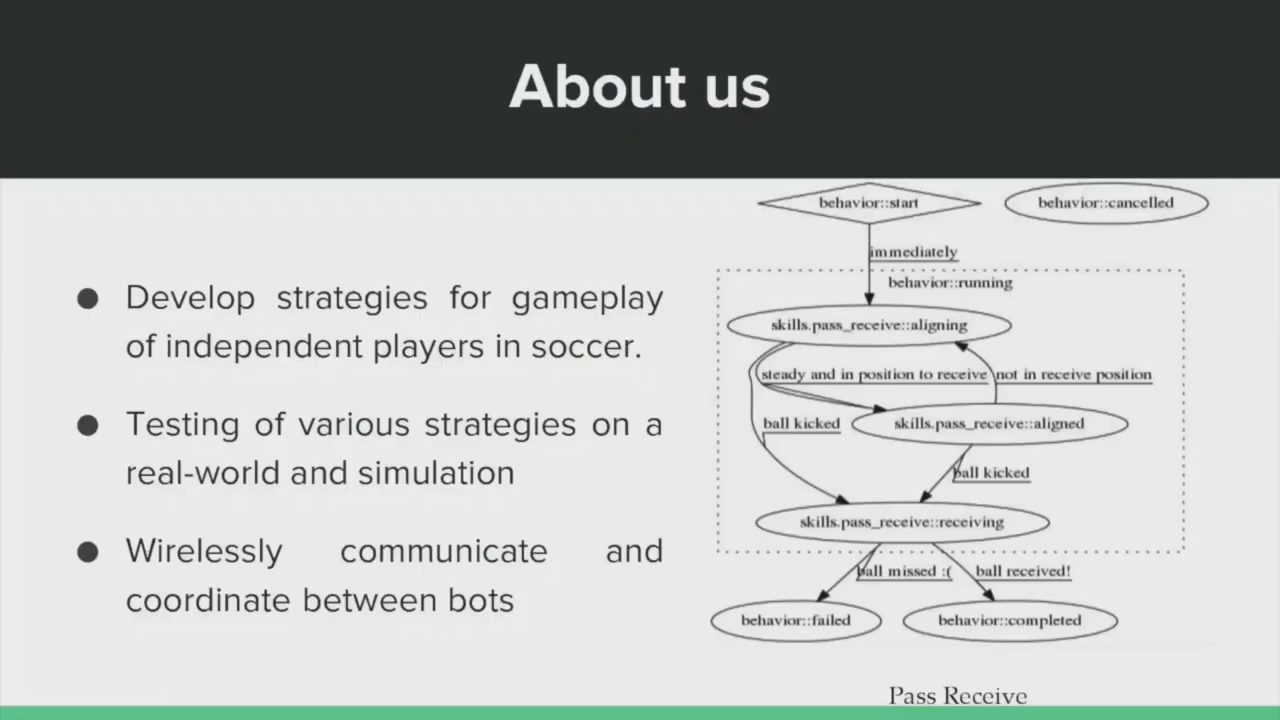 About us
● Develop strategies for gameplay
of independent players in soccer.
● Testing of various strategies on a
real-world and simulation
● Wirelessly communicate and
coordinate between bots
behavior::start
behavior::cancelled
immediately
behavior::running
skills.pass_receive::aligning
steady and in position to receive
not in receive position
ball kicked
skills.pass_receive::aligned
ball kicked
skills.pass_receive::receiving
ball missed :(
ball received!
behavior::failed
behavior::completed
Pass Receive